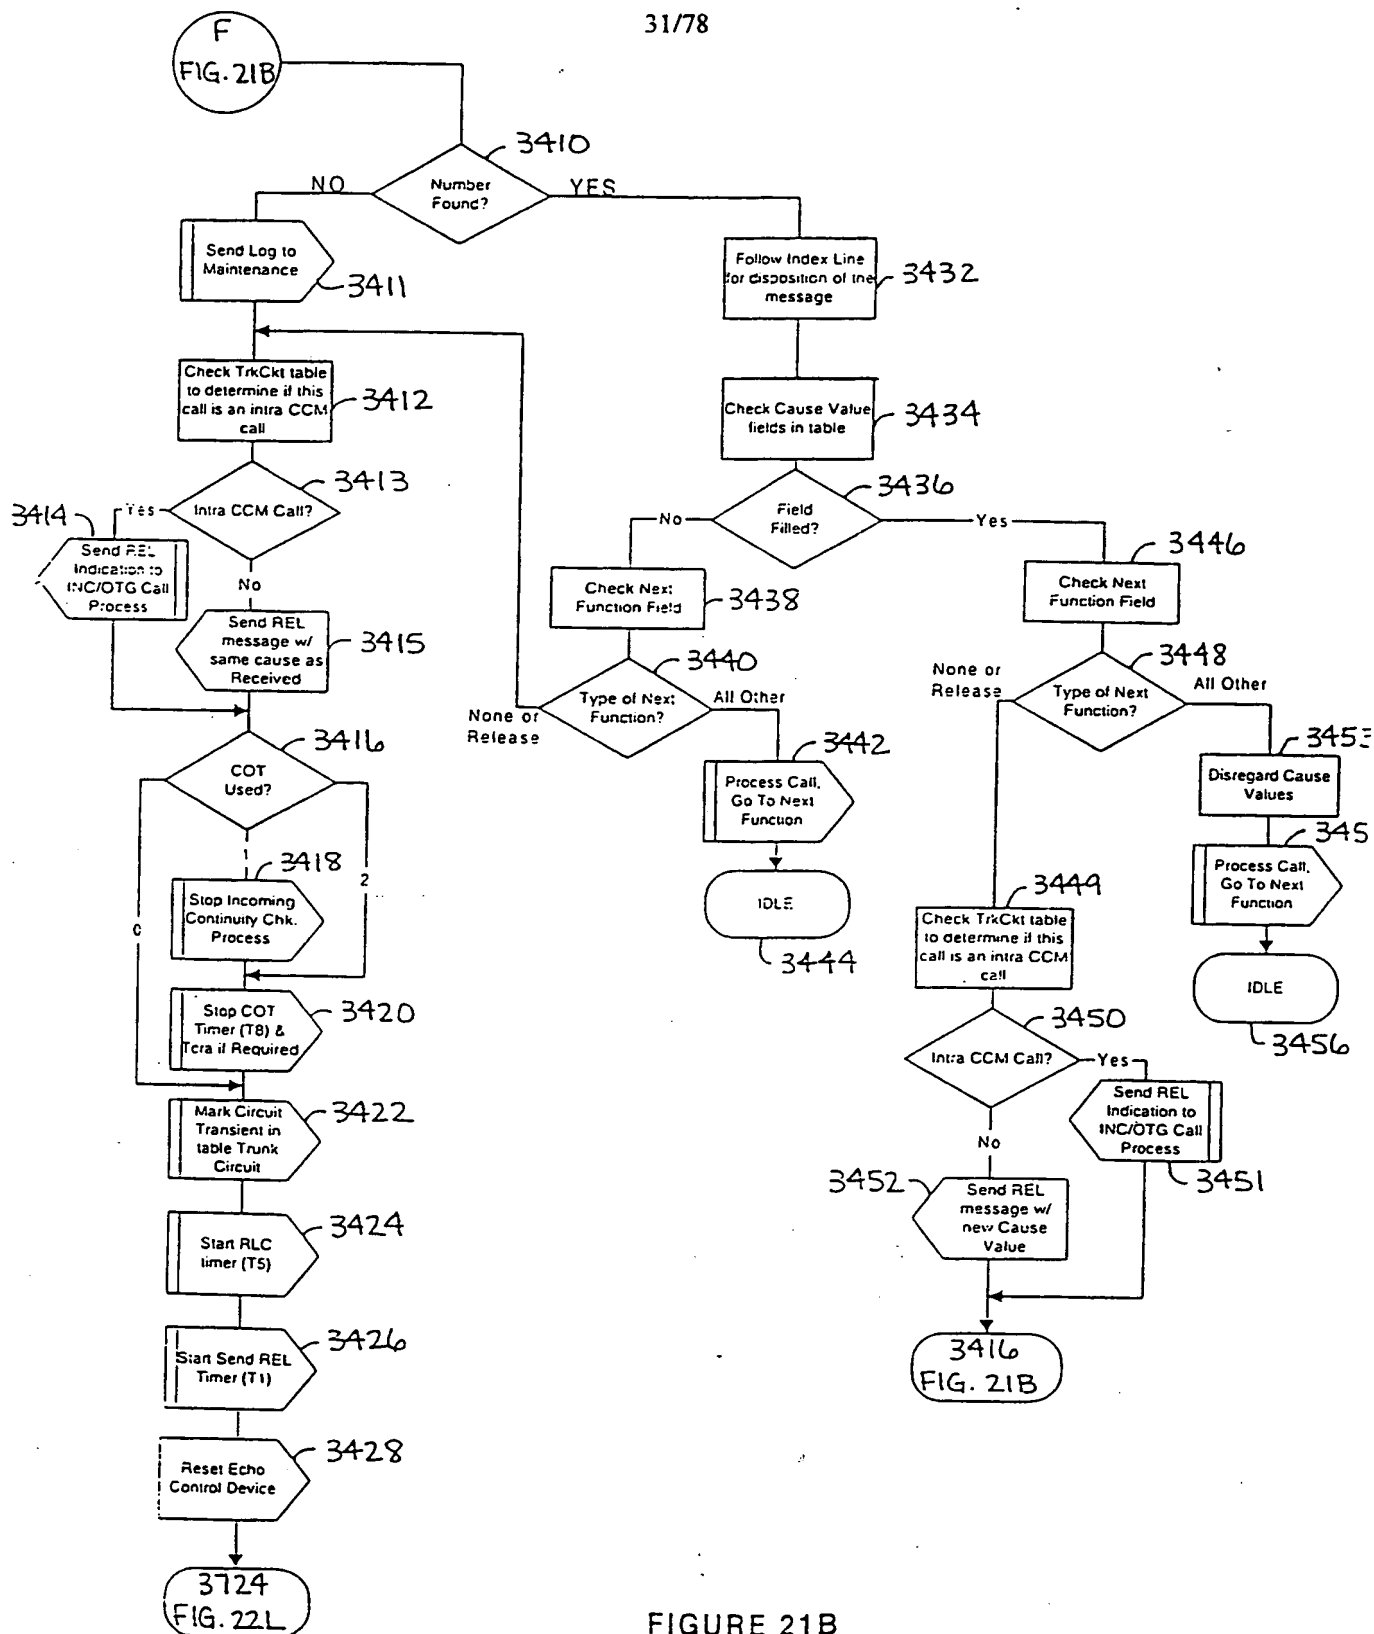 31/78
F
FIG. 21B
3410
Number
Found?
NO
YES
Send Log to
Maintenance
3411
Follow Index Line
for disposition of the
message
3432
Check TrkCkt table
to determine if this
call is an intra CCM
call
3412
Check Cause Value
fields in table
3434
3413
Intra CCM Call?
Yes
No
3414
Send REL
Indication to
INC/OTG Call
Process
Send REL
message w/
same cause as
Received
3415
3436
Field
Filled?
No
Yes
Check Next
Function Field
3438
3446
Check Next
Function Field
3440
Type of Next
Function?
None or
Release
All Other
3448
Type of Next
Function?
None or
Release
All Other
3416
COT
Used?
0
2
3442
Process Call,
Go To Next
Function
IDLE
3444
Disregard Cause
Values
Process Call,
Go To Next
Function
IDLE
3456
3418
Stop Incoming
Continuity Chk.
Process
3449
Check TrkCkt table
to determine if this
call is an intra CCM
call
Stop COT
Timer (T8) &
Tcra if Required
3420
3450
Intra CCM Call?
Yes
No
Mark Circuit
Transient in
table Trunk
Circuit
3422
Send REL
Indication to
INC/OTG Call
Process
3451
3452
Send REL
message w/
new Cause
Value
Start RLC
timer (T5)
3424
Start Send REL
Timer (T1)
3426
3416
FIG. 21B
Reset Echo
Control Device
3428
3724
FIG. 22L
FIGURE 21B